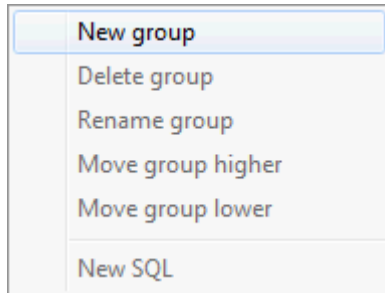 New group
Delete group
Rename group
Move group higher
Move group lower
New SQL